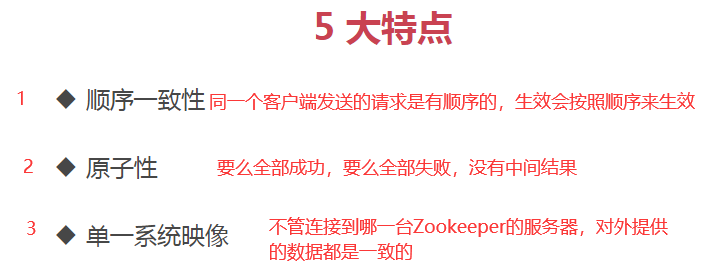 5 大特点
1 ◆ 顺序一致性 同一个客户端发送的请求是有顺序的，生效会按照顺序来生效
2 ◆ 原子性 要么全部成功，要么全部失败，没有中间结果
3 ◆ 单一系统映像 不管连接到哪一台Zookeeper的服务器，对外提供
的数据都是一致的